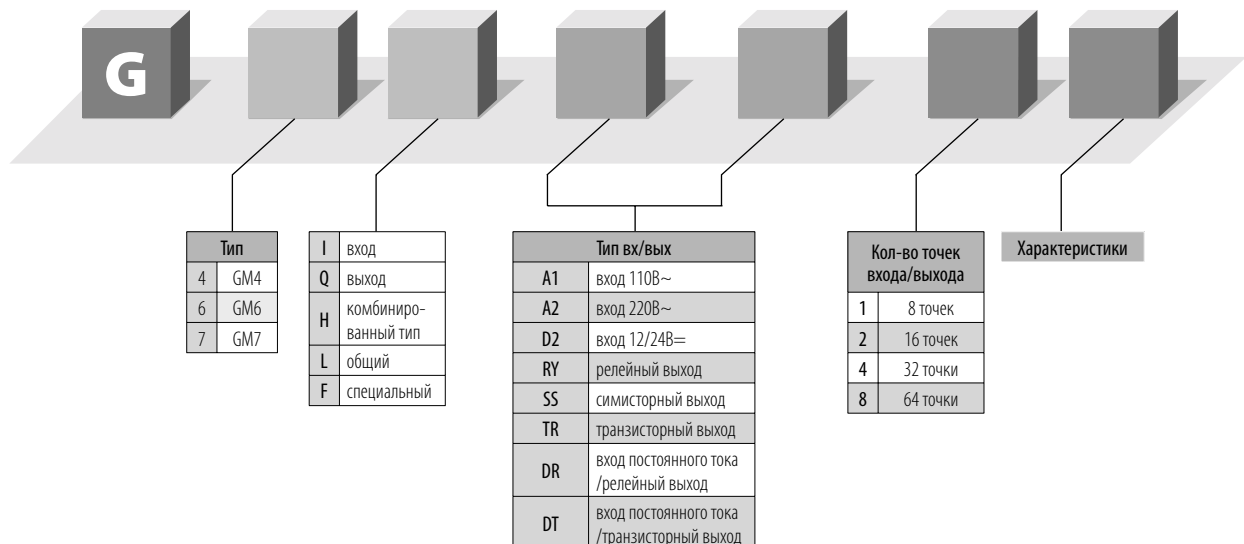 G
Тип
4 GM4
6 GM6
7 GM7
I вход
Q выход
H комбиниро-
ванный тип
L общий
F специальный
Тип вх/вых
A1 вход 110В~
A2 вход 220В~
D2 вход 12/24В=
RY релейный выход
SS симисторный выход
TR транзисторный выход
DR вход постоянного тока
/релейный выход
DT вход постоянного тока
/транзисторный выход
Кол-во точек
входа/выхода
1 8 точек
2 16 точек
4 32 точки
8 64 точки
Характеристики